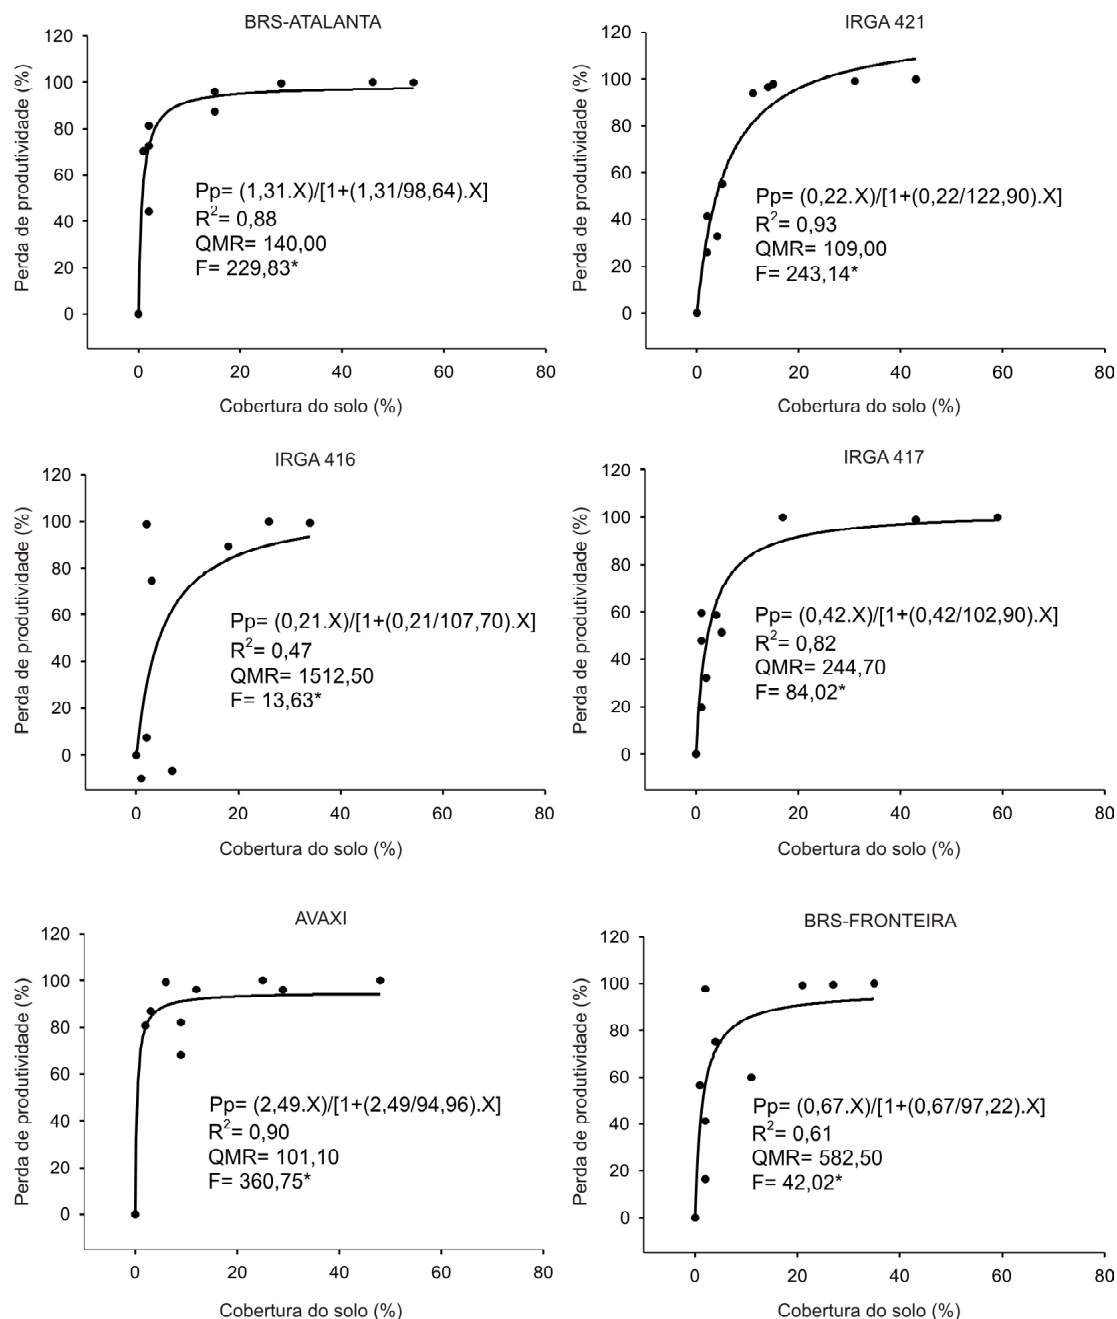 BRS-ATALANTA
Perda de produtividade (%)
120
100
80
60
40
20
0
Pp= (1,31.X)/[1+(1,31/98,64).X]
R²= 0,88
QMR= 140,00
F= 229,83*
0 20 40 60 80
Cobertura do solo (%)
IRGA 421
Perda de produtividade (%)
120
100
80
60
40
20
0
Pp= (0,22.X)/[1+(0,22/122,90).X]
R²= 0,93
QMR= 109,00
F= 243,14*
0 20 40 60 80
Cobertura do solo (%)
IRGA 416
Perda de produtividade (%)
120
100
80
60
40
20
0
Pp= (0,21.X)/[1+(0,21/107,70).X]
R²= 0,47
QMR= 1512,50
F= 13,63*
0 20 40 60 80
Cobertura do solo (%)
IRGA 417
Perda de produtividade (%)
120
100
80
60
40
20
0
Pp= (0,42.X)/[1+(0,42/102,90).X]
R²= 0,82
QMR= 244,70
F= 84,02*
0 20 40 60 80
Cobertura do solo (%)
AVAXI
Perda de produtividade (%)
120
100
80
60
40
20
0
Pp= (2,49.X)/[1+(2,49/94,96).X]
R²= 0,90
QMR= 101,10
F= 360,75*
0 20 40 60 80
Cobertura do solo (%)
BRS-FRONTEIRA
Perda de produtividade (%)
120
100
80
60
40
20
0
Pp= (0,67.X)/[1+(0,67/97,22).X]
R²= 0,61
QMR= 582,50
F= 42,02*
0 20 40 60 80
Cobertura do solo (%)